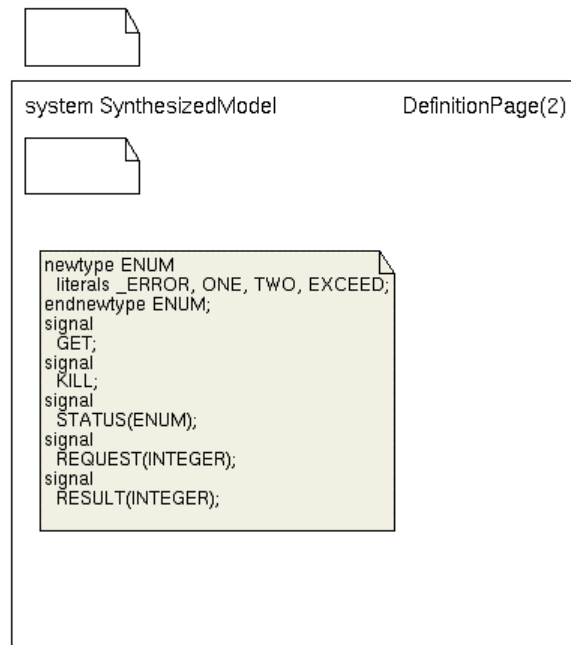 system SynthesizedModel DefinitionPage(2)
newtype ENUM
literals _ERROR, ONE, TWO, EXCEED;
endnewtype ENUM;
signal
GET;
signal
KILL;
signal
STATUS(ENUM);
signal
REQUEST(INTEGER);
signal
RESULT(INTEGER);